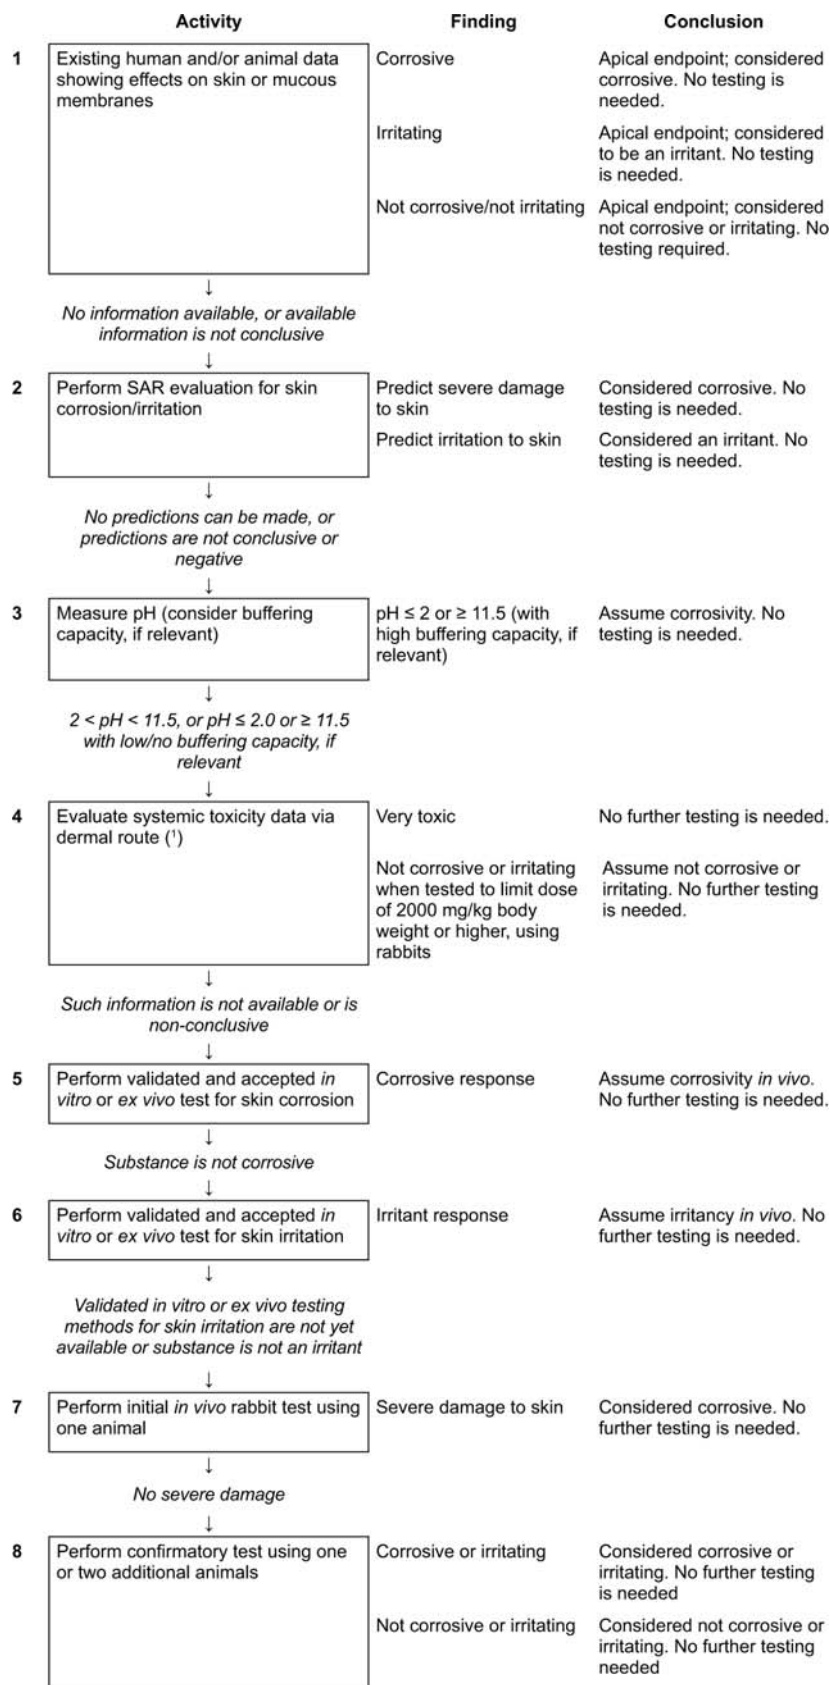 Activity Finding Conclusion
1 Existing human and/or animal data Corrosive Apical endpoint; considered
showing effects on skin or mucous corrosive. No testing is
membranes needed.
Irritating Apical endpoint; considered
to be an irritant. No testing
is needed.
Not corrosive/not irritating Apical endpoint; considered
not corrosive or irritating. No
testing required.
↓
No information available, or available
information is not conclusive
↓
2 Perform SAR evaluation for skin Predict severe damage Considered corrosive. No
corrosion/irritation to skin testing is needed.
Predict irritation to skin Considered an irritant. No
testing is needed.
↓
No predictions can be made, or
predictions are not conclusive or
negative
↓
3 Measure pH (consider buffering pH ≤ 2 or ≥ 11.5 (with Assume corrosivity. No
capacity, if relevant) high buffering capacity, if testing is needed.
relevant)
↓
2 < pH < 11.5, or pH ≤ 2.0 or ≥ 11.5
with low/no buffering capacity, if
relevant
↓
4 Evaluate systemic toxicity data via Very toxic No further testing is needed.
dermal route (¹)
Not corrosive or irritating Assume not corrosive or
when tested to limit dose irritating. No further testing
of 2000 mg/kg body is needed.
weight or higher, using
rabbits
↓
Such information is not available or is
non-conclusive
↓
5 Perform validated and accepted in Corrosive response Assume corrosivity in vivo.
vitro or ex vivo test for skin corrosion No further testing is needed.
↓
Substance is not corrosive
↓
6 Perform validated and accepted in Irritant response Assume irritancy in vivo. No
vitro or ex vivo test for skin irritation further testing is needed.
↓
Validated in vitro or ex vivo testing
methods for skin irritation are not yet
available or substance is not an irritant
↓
7 Perform initial in vivo rabbit test using Severe damage to skin Considered corrosive. No
one animal further testing is needed.
↓
No severe damage
↓
8 Perform confirmatory test using one Corrosive or irritating Considered corrosive or
or two additional animals irritating. No further testing
is needed
Not corrosive or irritating Considered not corrosive or
irritating. No further testing
needed